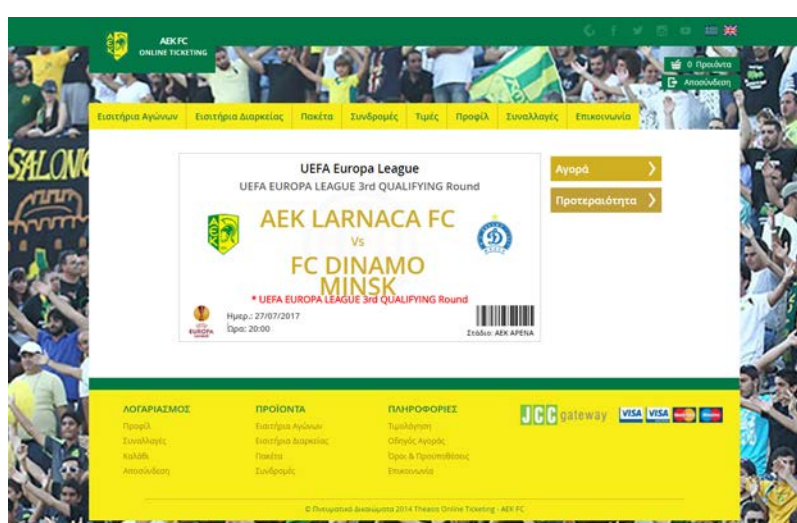 AEK FC
ONLINE TICKETING
0 Προϊόντα
Αποσύνδεση
Εισιτήρια Αγώνων Εισιτήρια Διαρκείας Πακέτα Συνδρομές Τιμές Προφίλ Συναλλαγές Επικοινωνία
SALONI
UEFA Europa League
UEFA EUROPA LEAGUE 3rd QUALIFYING Round
AEK LARNACA FC
Vs
FC DINAMO
MINSK
* UEFA EUROPA LEAGUE 3rd QUALIFYING Round
Ημερ.: 27/07/2017
Ώρα: 20:00
EUROPA
Στάδιο: ΑΕΚ ΑΡΕΝΑ
Αγορά
Προτεραιότητα
ΛΟΓΑΡΙΑΣΜΟΣ ΠΡΟΪΟΝΤΑ ΠΛΗΡΟΦΟΡΙΕΣ
Προφίλ Εισιτήρια Αγώνων Τιμολόγηση
Συναλλαγές Εισιτήρια Διαρκείας Οδηγός Αγοράς
Καλάθι Πακέτα Όροι & Προϋποθέσεις
Αποσύνδεση Συνδρομές Επικοινωνία
JCC gateway VISA VISA
© Πνευματικά Δικαιώματα 2014 Theasis Online Ticketing - AEK FC